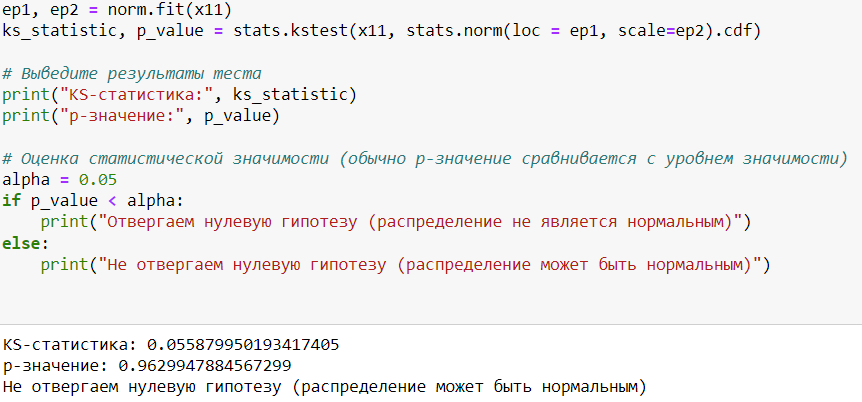 ep1, ep2 = norm.fit(x11)
ks_statistic, p_value = stats.kstest(x11, stats.norm(loc = ep1, scale=ep2).cdf)
# Выведите результаты теста
print("KS-статистика:", ks_statistic)
print("p-значение:", p_value)
# Оценка статистической значимости (обычно p-значение сравнивается с уровнем значимости)
alpha = 0.05
if p_value < alpha:
    print("Отвергаем нулевую гипотезу (распределение не является нормальным)")
else:
    print("Не отвергаем нулевую гипотезу (распределение может быть нормальным)")
KS-статистика: 0.055879950193417405
p-значение: 0.9629947884567299
Не отвергаем нулевую гипотезу (распределение может быть нормальным)